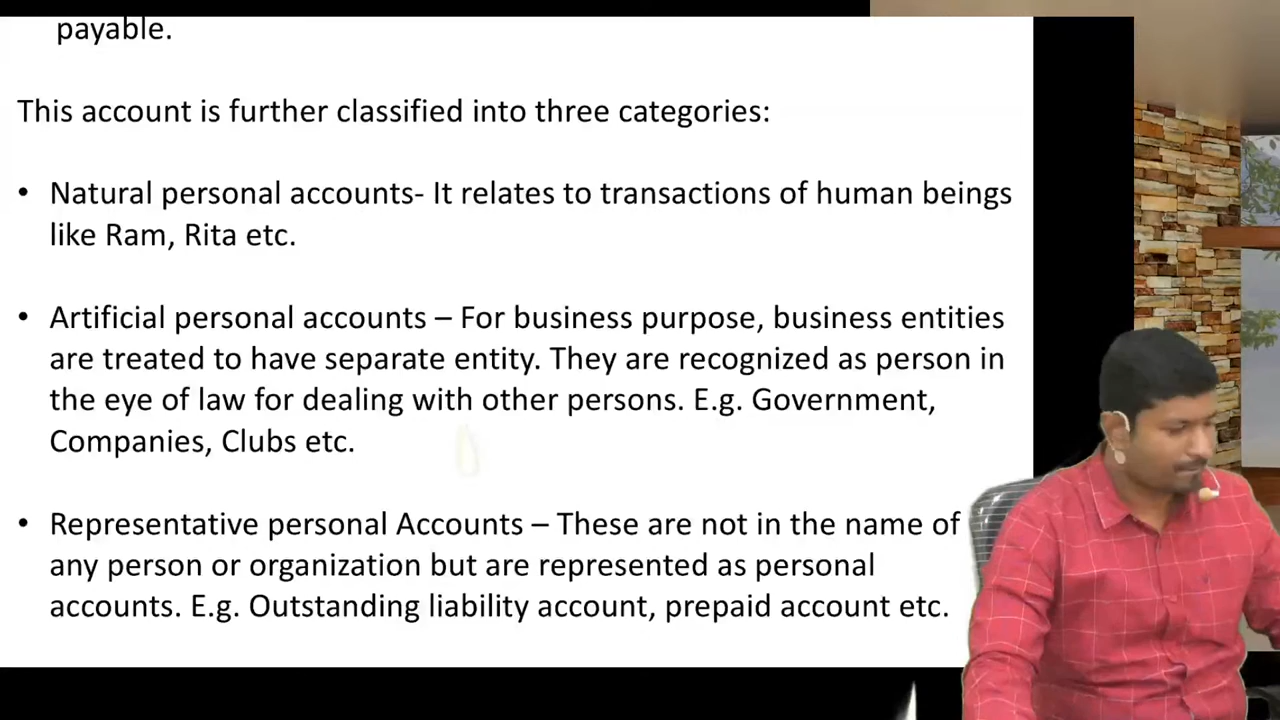 payable.
This account is further classified into three categories:
• Natural personal accounts- It relates to transactions of human beings
like Ram, Rita etc.
• Artificial personal accounts – For business purpose, business entities
are treated to have separate entity. They are recognized as person in
the eye of law for dealing with other persons. E.g. Government,
Companies, Clubs etc.
• Representative personal Accounts – These are not in the name of
any person or organization but are represented as personal
accounts. E.g. Outstanding liability account, prepaid account etc.